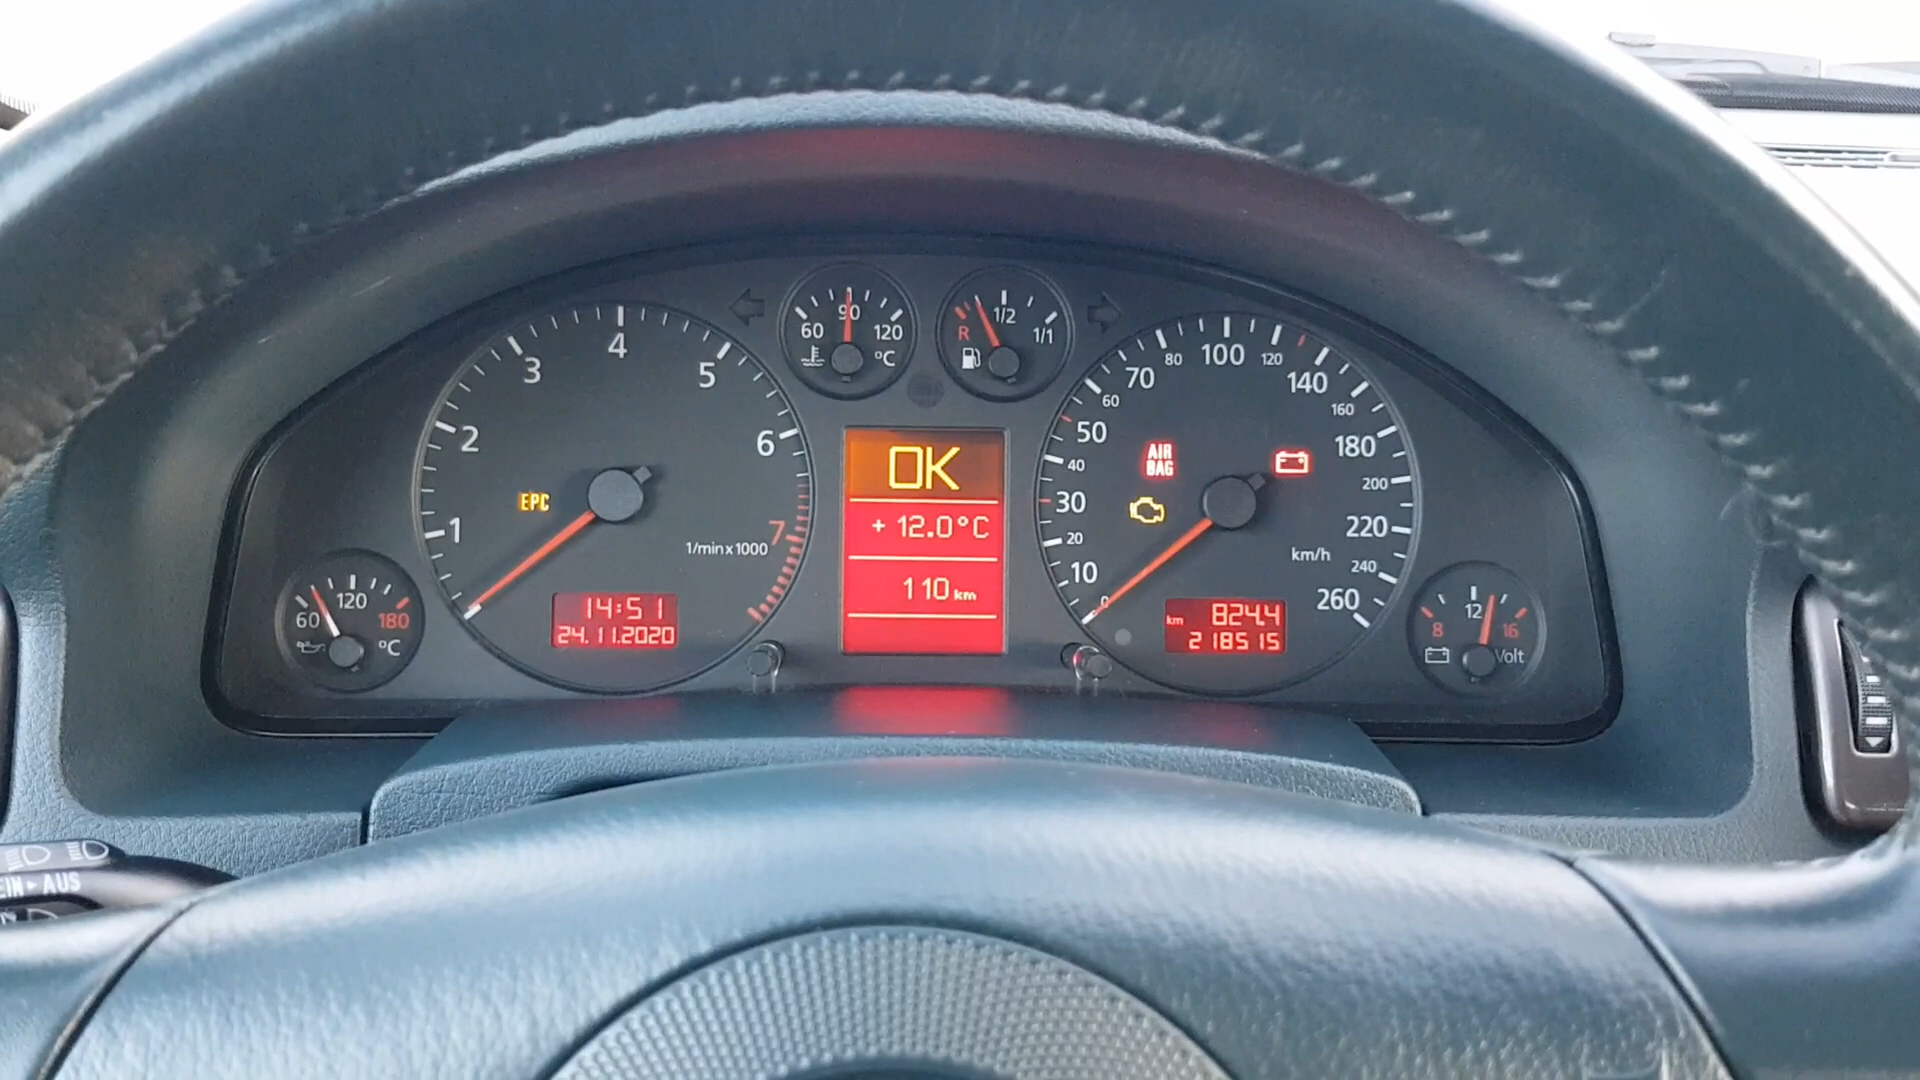 60
90
120
°C
R
1/2
1/1
1
2
3
4
5
6
7
EPC
1/min x 1000
14:51
24.11.2020
60
120
180
°C
OK
+ 12.0°C
110 km
0
10
20
30
40
50
60
70
80
100
120
140
160
180
200
220
240
260
km/h
AIR
BAG
km 824.4
218515
8
12
16
Volt
EIN▸AUS